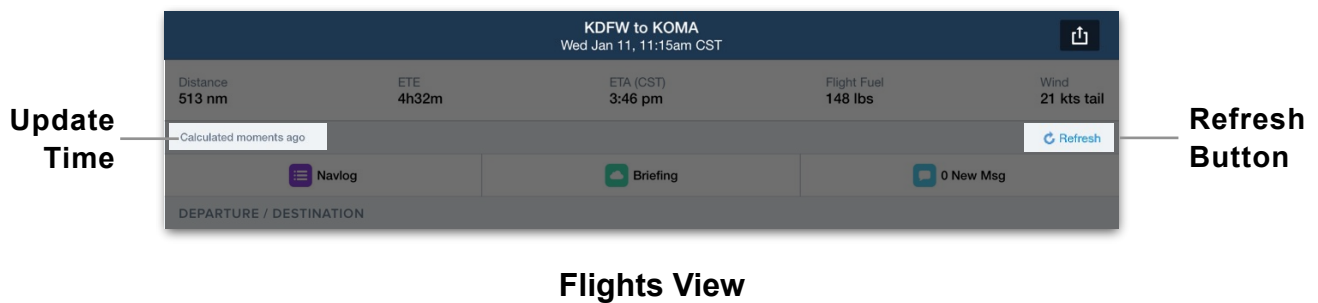 KDFW to KOMA
Wed Jan 11, 11:15am CST
Distance ETE ETA (CST) Flight Fuel Wind
513 nm 4h32m 3:46 pm 148 lbs 21 kts tail
Update
Time
Calculated moments ago Refresh
Refresh
Button
Navlog Briefing 0 New Msg
DEPARTURE / DESTINATION
Flights View